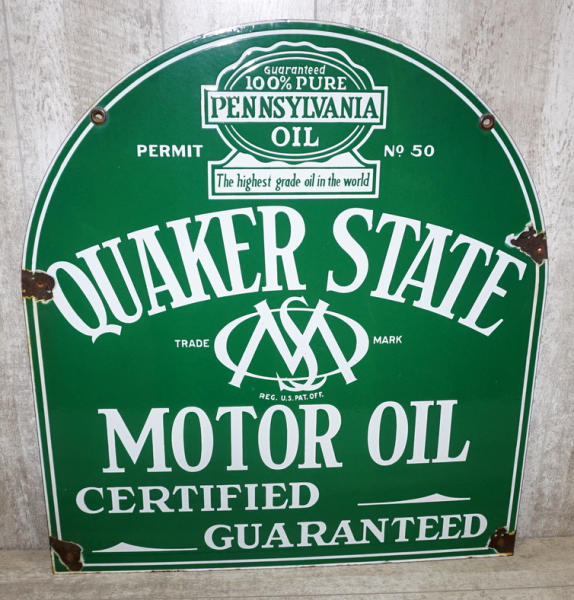 Guaranteed
100% PURE
PENNSYLVANIA
OIL
PERMIT Nº 50
The highest grade oil in the world
QUAKER STATE
TRADE MARK
REG. U.S. PAT. OFF.
MOTOR OIL
CERTIFIED
GUARANTEED